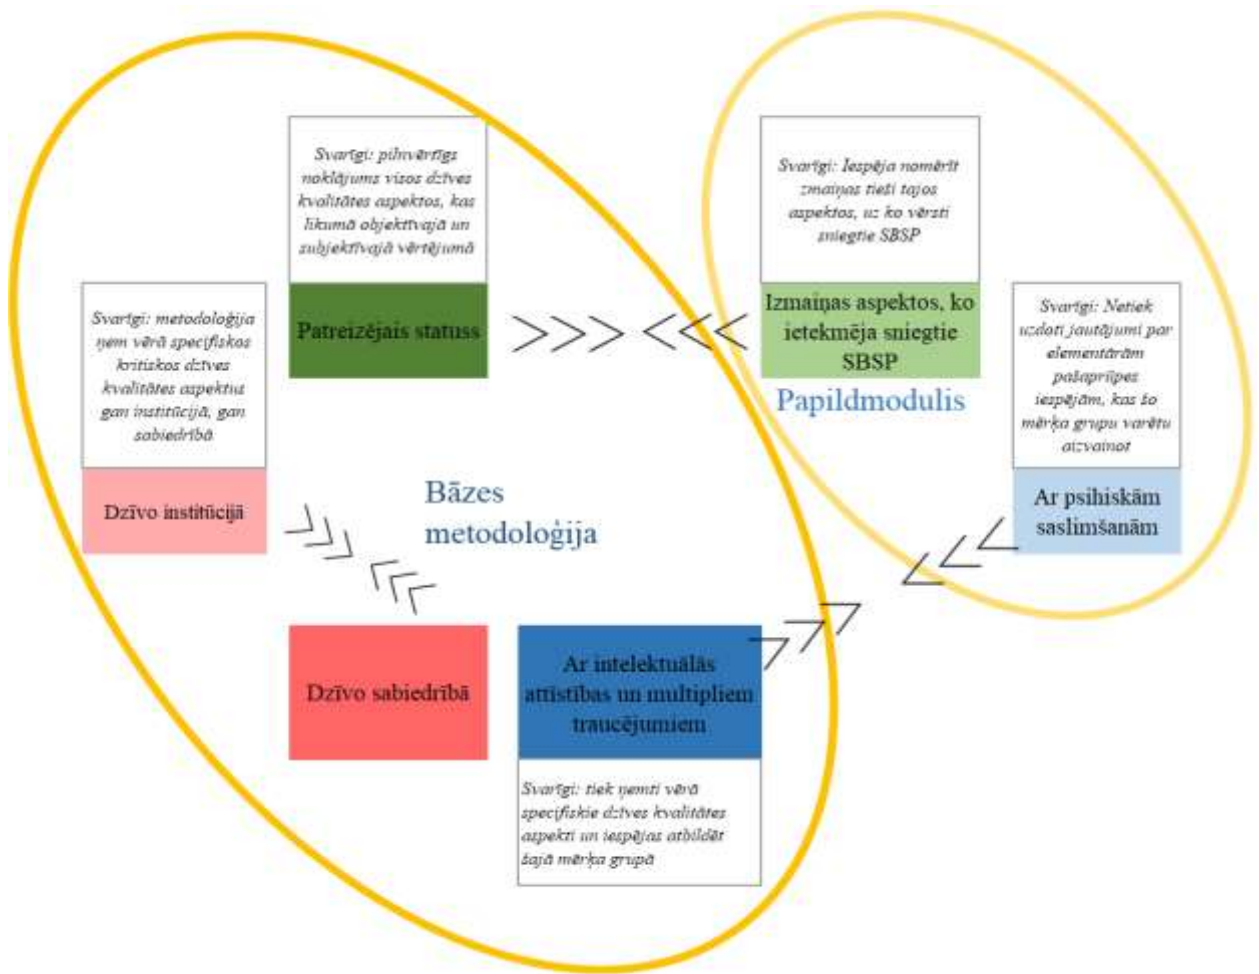 Svarīgi: pilnvērtīgs
noklājums visos dzīves
kvalitātes aspektos, kas
likumā objektīvajā un
subjektīvajā vērtējumā
Patreizējais statuss
Svarīgi: Iespēja nomērīt
izmaiņas tieši tajos
aspektos, uz ko vērsti
sniegtie SBSP
Izmaiņas aspektos, ko
ietekmēja sniegtie
SBSP
Papildmodulis
Svarīgi: metodoloģija
ņem vērā specifiskos
kritiskos dzīves
kvalitātes aspektus
gan institūcijā, gan
sabiedrībā
Dzīvo institūcijā
Svarīgi: Netiek
uzdoti jautājumi par
elementārām
pašaprūpes
iespējām, kas šo
mērķa grupu varētu
aizvainot
Ar psihiskām
saslimšanām
Bāzes
metodoloģija
Dzīvo sabiedrībā
Ar intelektuālās
attīstības un multipliem
traucējumiem
Svarīgi: tiek ņemti vērā
specifiskie dzīves kvalitātes
aspekti un iespējas atbildēt
šajā mērķa grupā